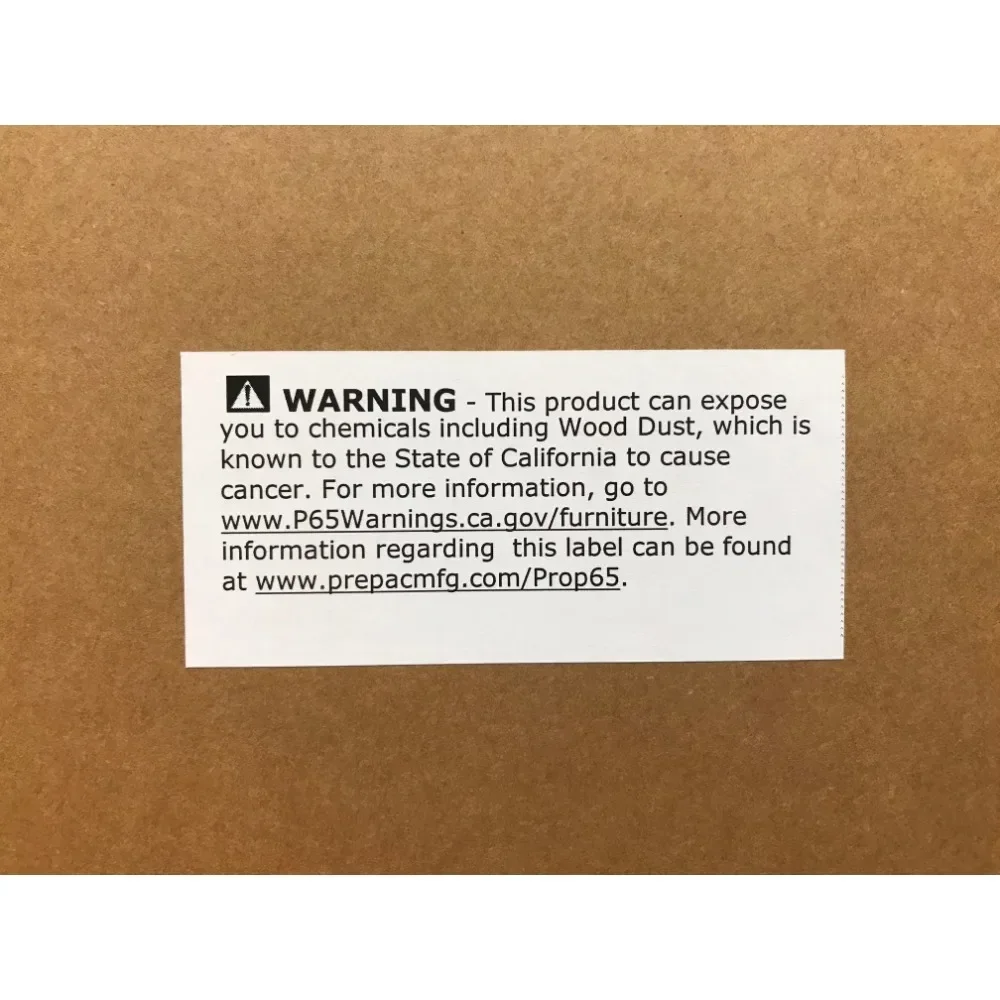 WARNING - This product can expose
you to chemicals including Wood Dust, which is
known to the State of California to cause
cancer. For more information, go to
www.P65Warnings.ca.gov/furniture. More
information regarding  this label can be found
at www.prepacmfg.com/Prop65.